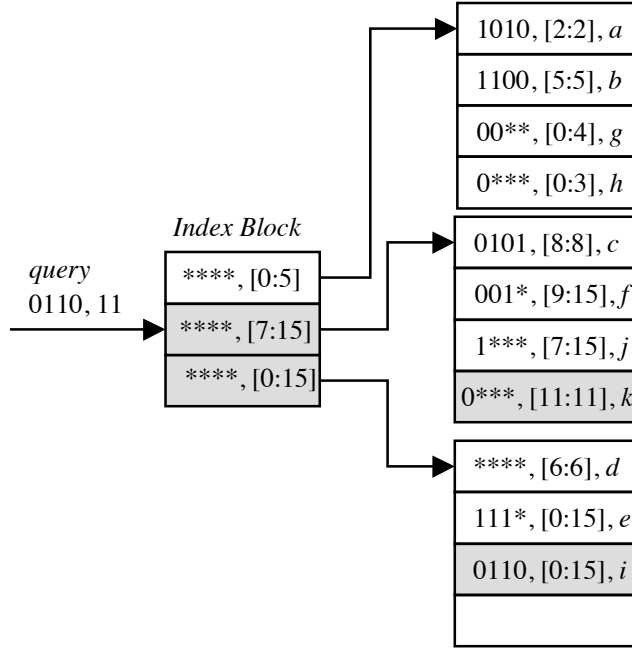 1010, [2:2], a
1100, [5:5], b
00**, [0:4], g
0***, [0:3], h
Index Block
query
0110, 11
****, [0:5]
****, [7:15]
****, [0:15]
0101, [8:8], c
001*, [9:15], f
1***, [7:15], j
0***, [11:11], k
****, [6:6], d
111*, [0:15], e
0110, [0:15], i